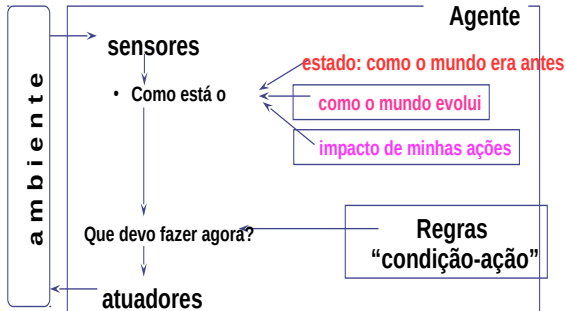 Agente
ambiente
sensores
estado: como o mundo era antes
• Como está o
como o mundo evolui
impacto de minhas ações
Que devo fazer agora?
Regras
“condição-ação”
atuadores